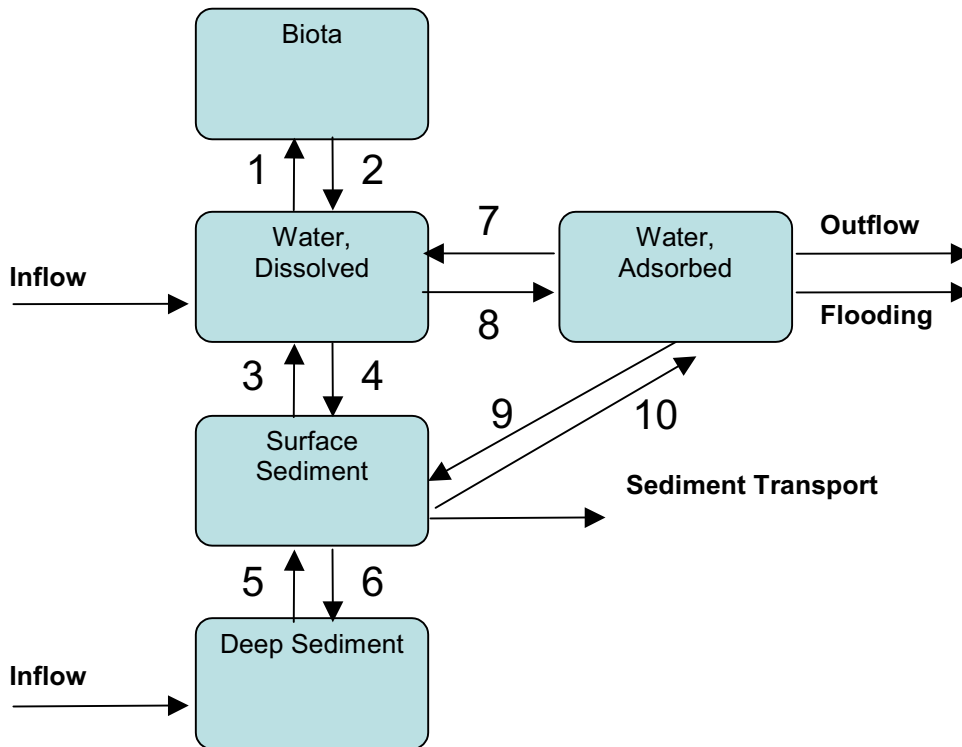 Biota
1
2
Water,
Dissolved
7
Water,
Adsorbed
Outflow
Inflow
8
Flooding
3
4
9
10
Surface
Sediment
Sediment Transport
5
6
Deep Sediment
Inflow